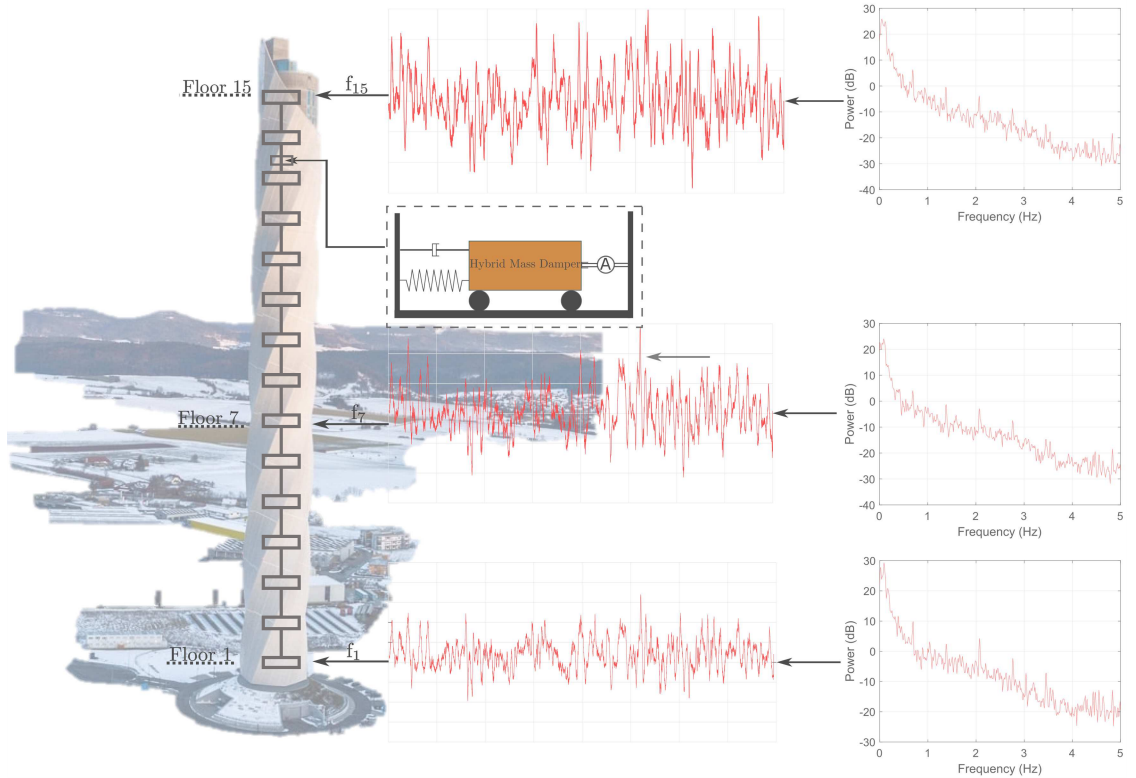 Floor 15
f15
Hybrid Mass Damper
A
Floor 7
f7
Floor 1
f1
30
20
10
0
-10
-20
-30
-40
Power (dB)
0 1 2 3 4 5
Frequency (Hz)
30
20
10
0
-10
-20
-30
-40
Power (dB)
0 1 2 3 4 5
Frequency (Hz)
30
20
10
0
-10
-20
30
Power (dB)
0 1 2 3 4 5
Frequency (Hz)